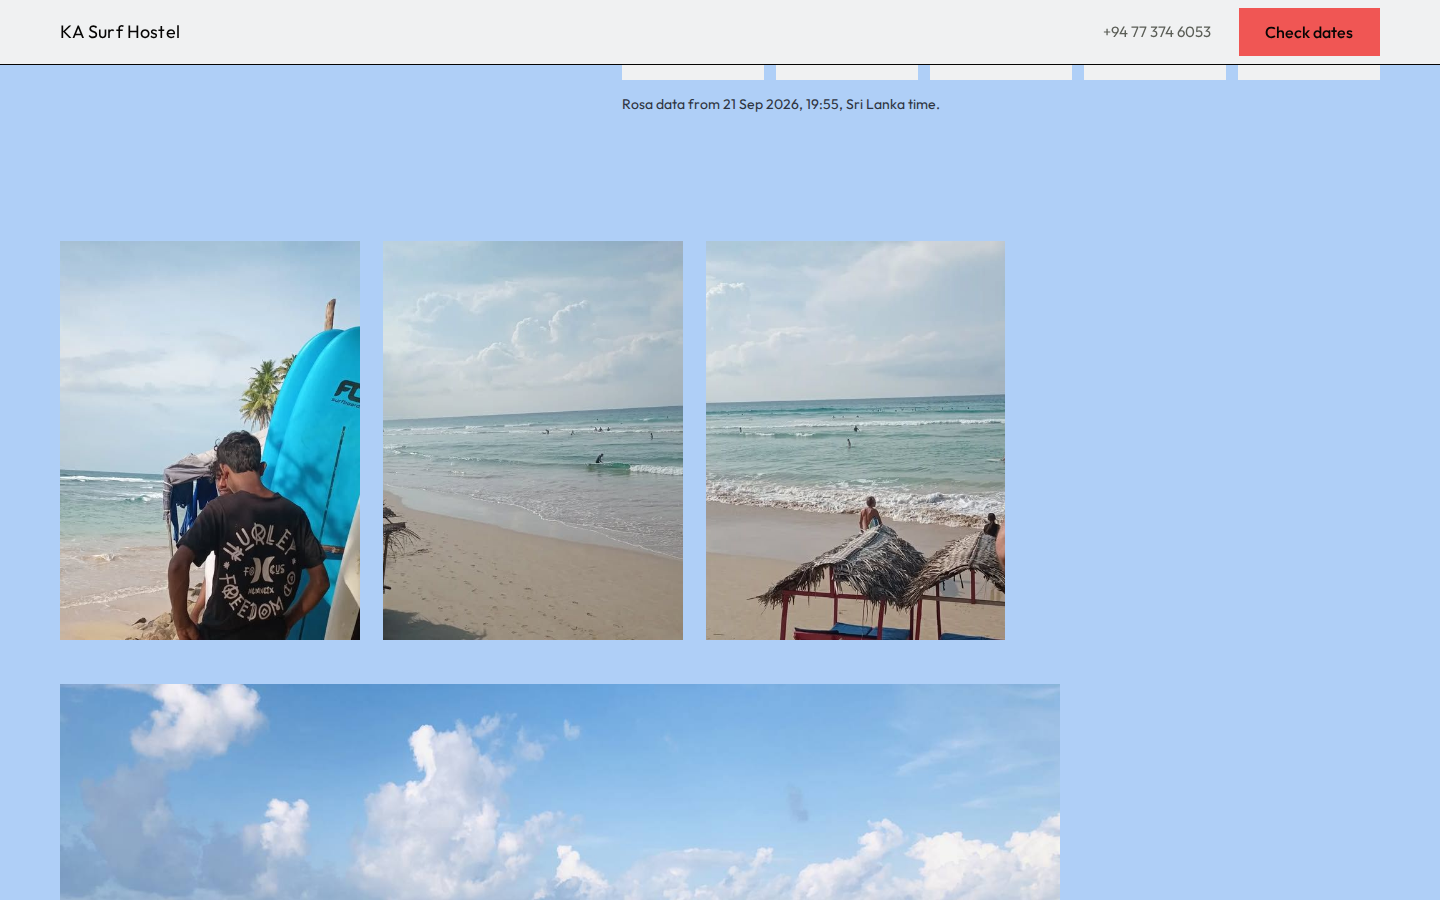 KA Surf Hostel
+94 77 374 6053
Check dates
Rosa data from 21 Sep 2026, 19:55, Sri Lanka time.
HURLEY
FREEDOM